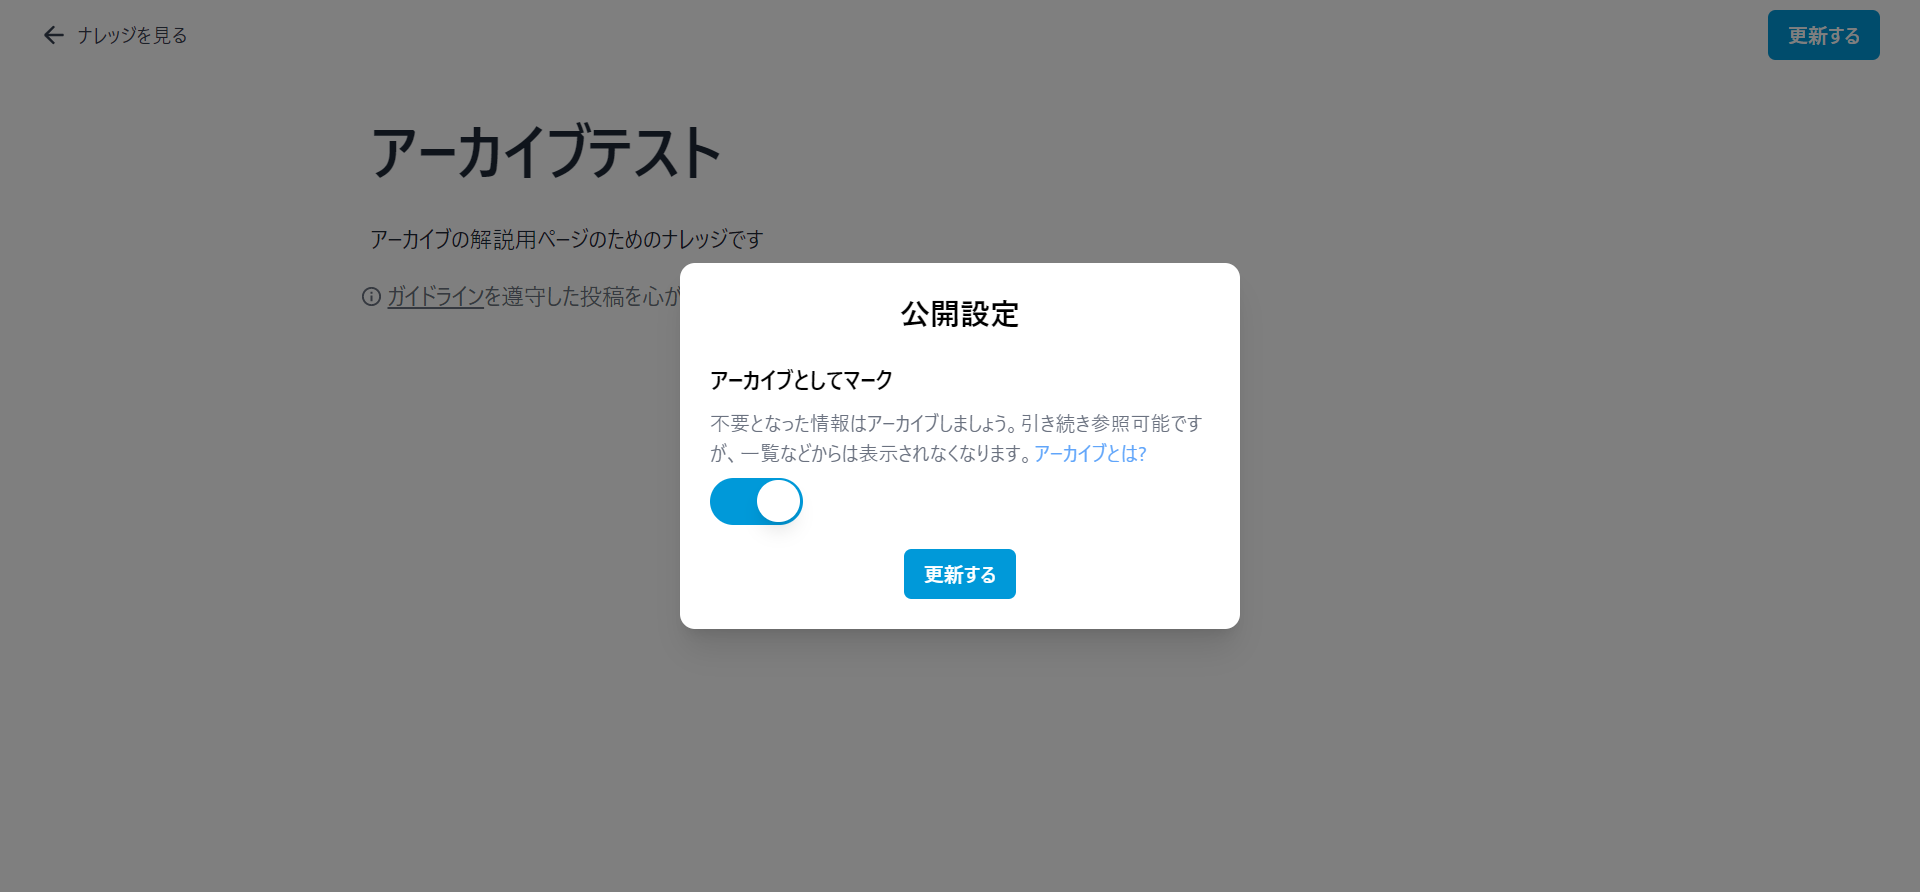 ナレッジを見る
更新する
アーカイブテスト
アーカイブの解説用ページのためのナレッジです
ガイドラインを遵守した投稿を心が
公開設定
アーカイブとしてマーク
不要となった情報はアーカイブしましょう。引き続き参照可能です
が、一覧などからは表示されなくなります。アーカイブとは?
更新する